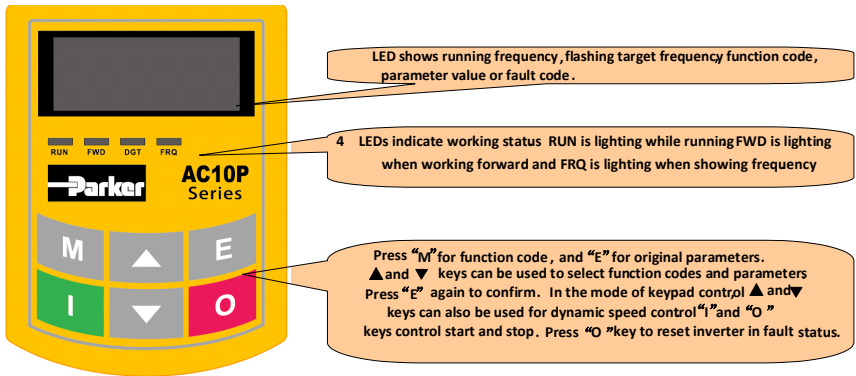 LED shows running frequency, flashing target frequency function code,
parameter value or fault code.
RUN FWD DGT FRQ
4 LEDs indicate working status RUN is lighting while running FWD is lighting
when working forward and FRQ is lighting when showing frequency
Parker
AC10P
Series
M ▲ E
I ▼ O
Press “M” for function code, and “E” for original parameters.
▲ and ▼ keys can be used to select function codes and parameters
Press “E” again to confirm. In the mode of keypad control, ▲ and ▼
keys can also be used for dynamic speed control “I” and “O”
keys control start and stop. Press “O” key to reset inverter in fault status.